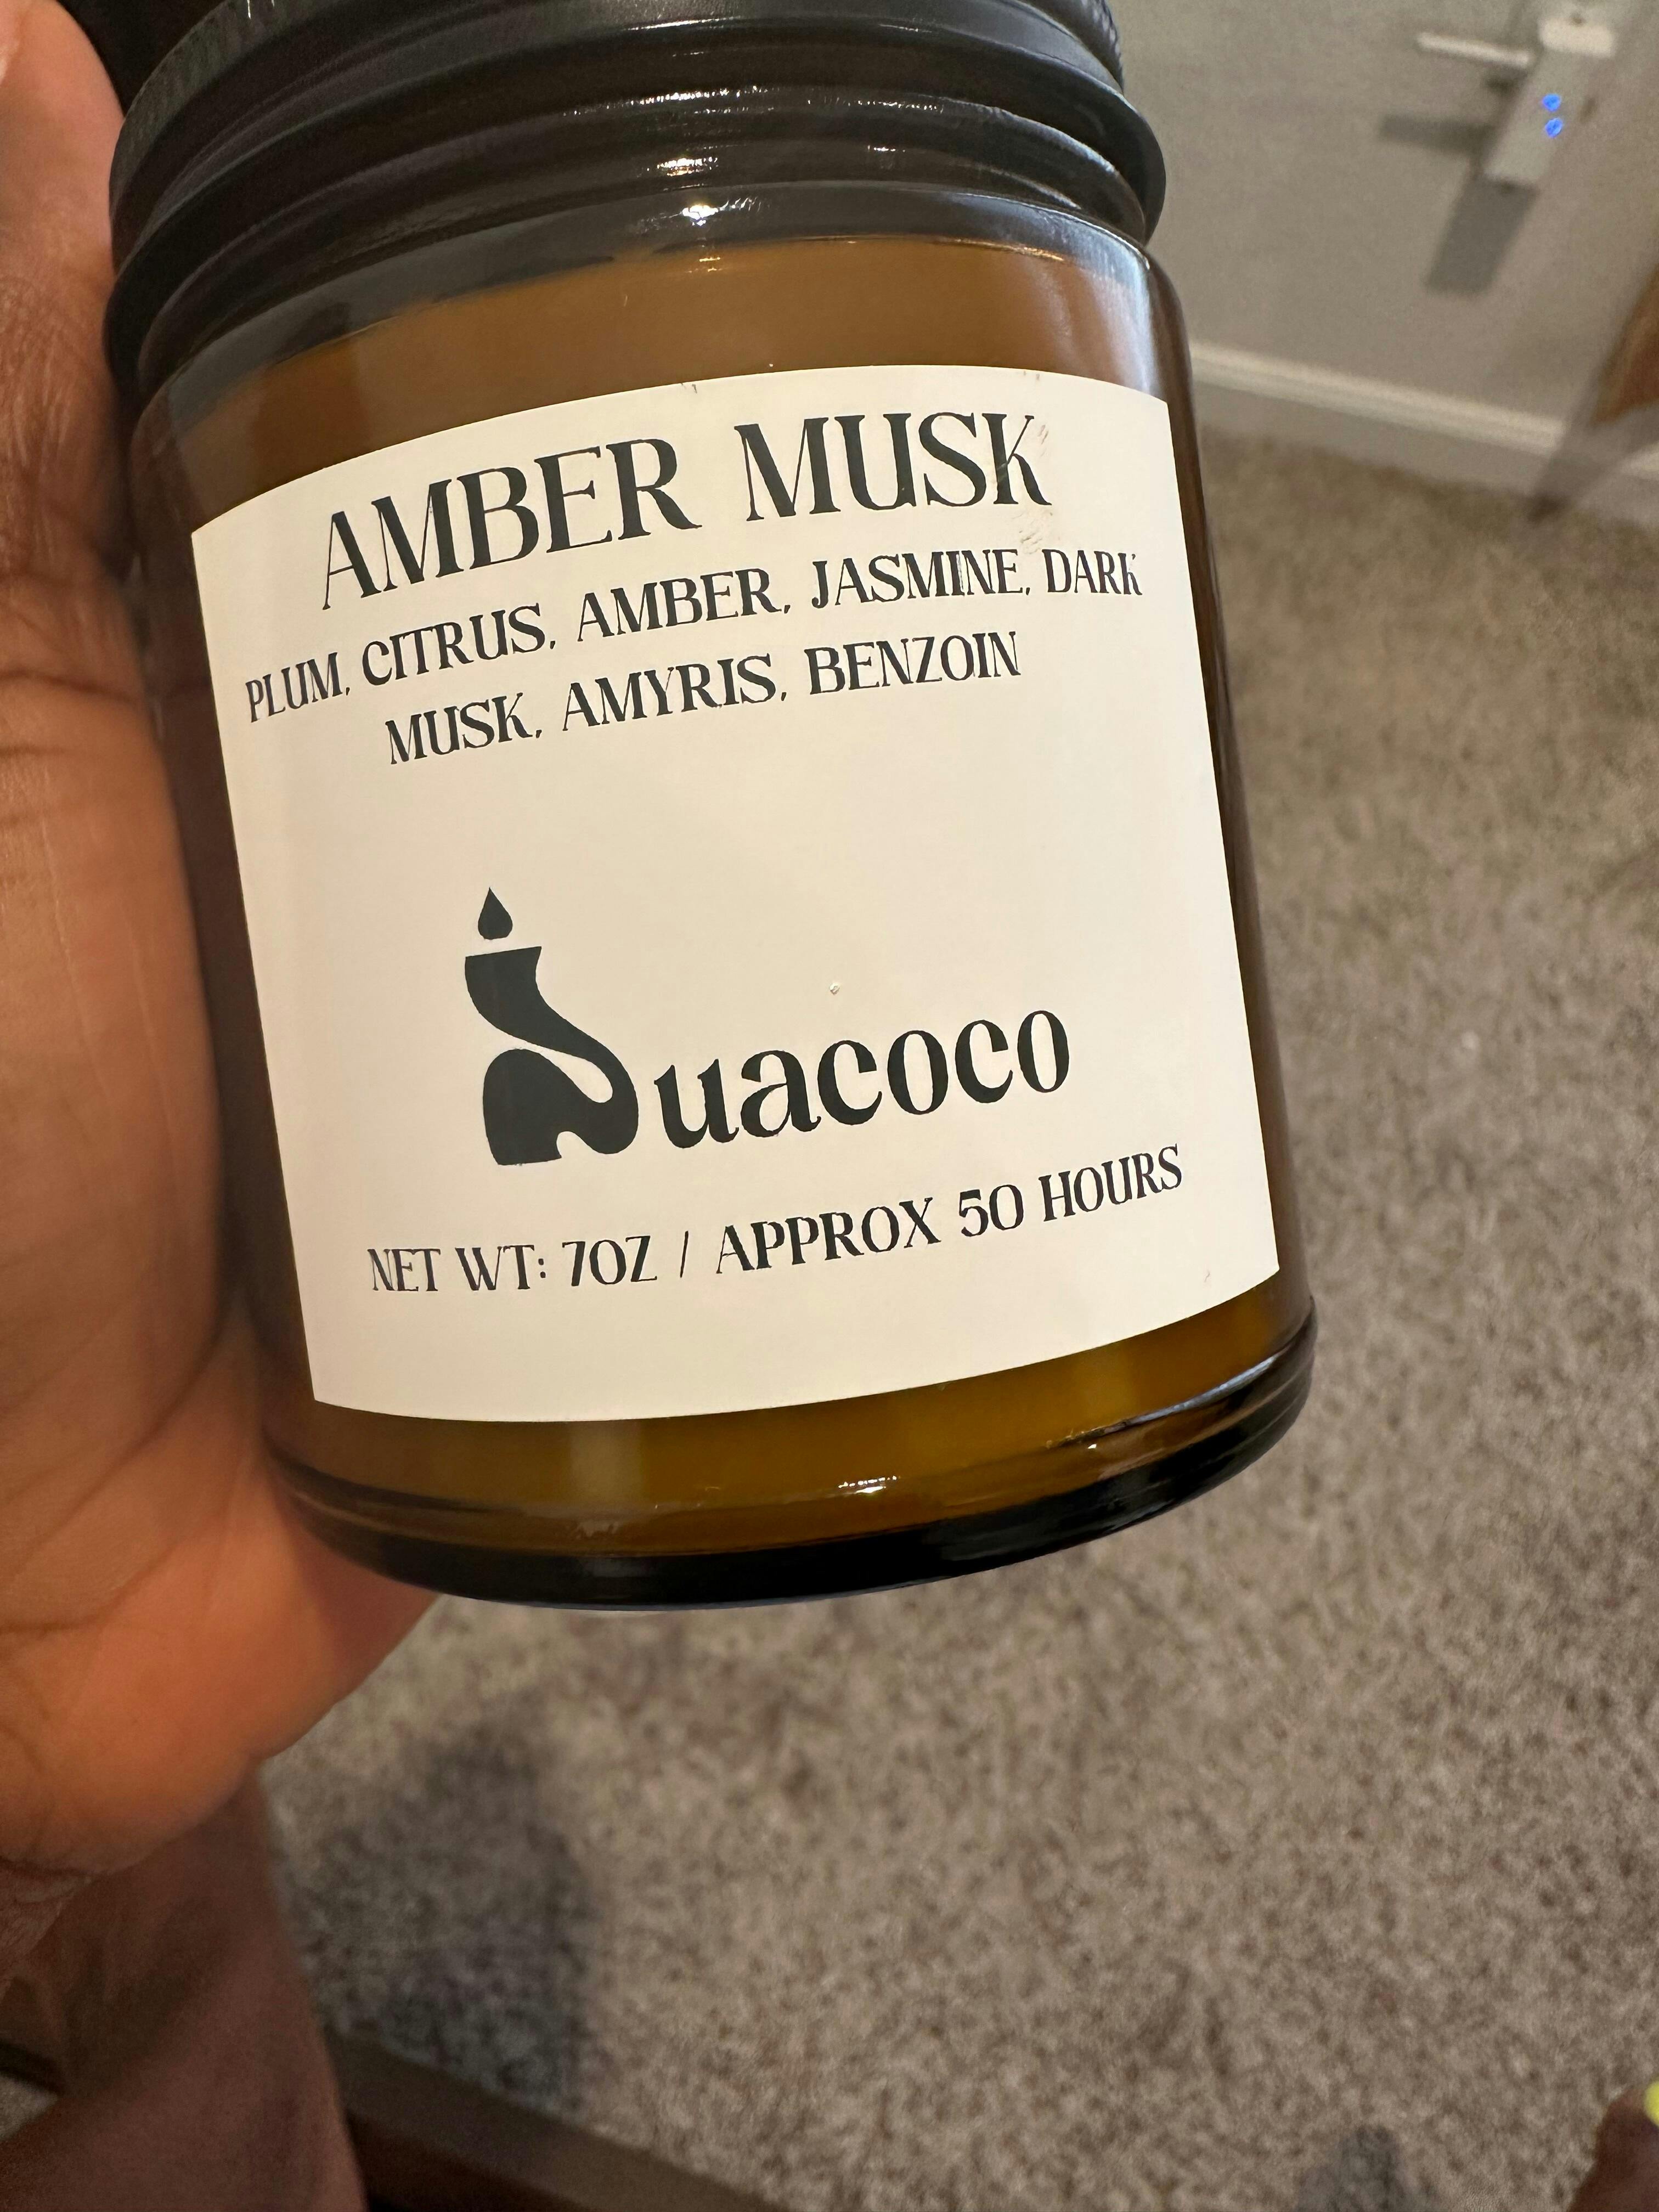 AMBER MUSK
PLUM, CITRUS, AMBER, JASMINE, DARK
MUSK, AMYRIS, BENZOIN
Suacoco
NET WT: 7OZ / APPROX 50 HOURS